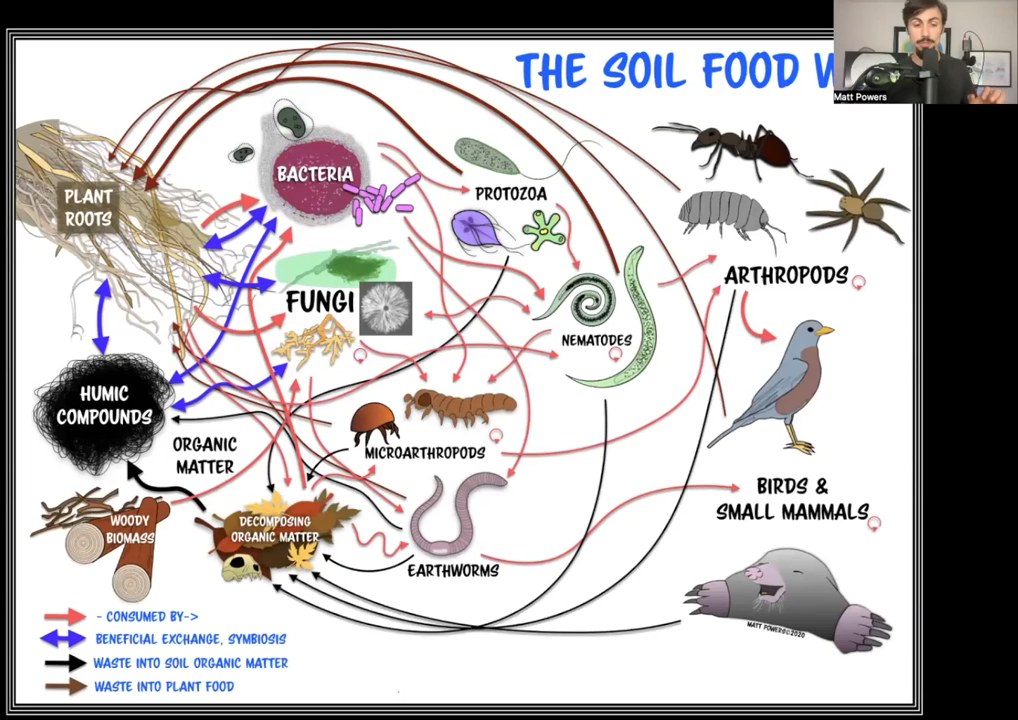 THE SOIL FOOD
Matt Powers
PLANT
ROOTS
BACTERIA
PROTOZOA
FUNGI
NEMATODES
ARTHROPODS
HUMIC
COMPOUNDS
ORGANIC
MATTER
MICROARTHROPODS
WOODY
BIOMASS
DECOMPOSING
ORGANIC MATTER
EARTHWORMS
BIRDS &
SMALL MAMMALS
MATT POWERS©2020
- CONSUMED BY->
BENEFICIAL EXCHANGE, SYMBIOSIS
WASTE INTO SOIL ORGANIC MATTER
WASTE INTO PLANT FOOD